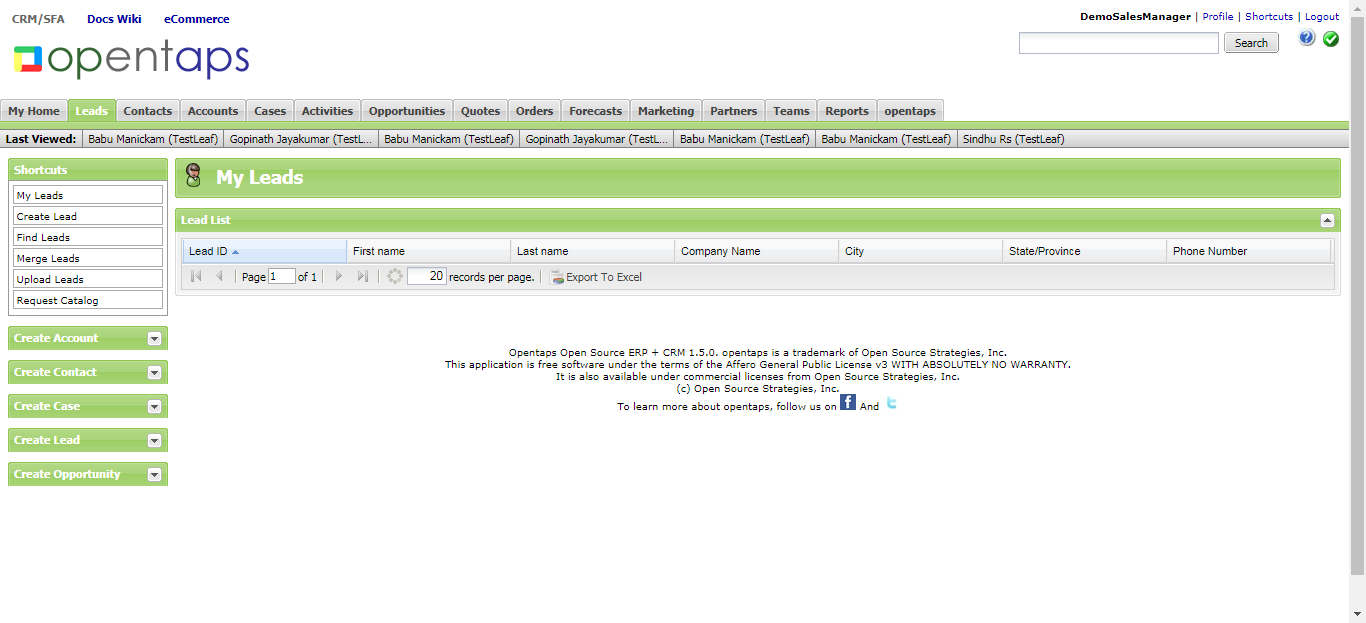 CRM/SFA Docs Wiki eCommerce
DemoSalesManager | Profile | Shortcuts | Logout
opentaps
Search
My Home Leads Contacts Accounts Cases Activities Opportunities Quotes Orders Forecasts Marketing Partners Teams Reports opentaps
Last Viewed: Babu Manickam (TestLeaf) Gopinath Jayakumar (TestL... Babu Manickam (TestLeaf) Gopinath Jayakumar (TestL... Babu Manickam (TestLeaf) Babu Manickam (TestLeaf) Sindhu Rs (TestLeaf)
Shortcuts
My Leads
Create Lead
Find Leads
Merge Leads
Upload Leads
Request Catalog
Create Account
Create Contact
Create Case
Create Lead
Create Opportunity
My Leads
Lead List
Lead ID First name Last name Company Name City State/Province Phone Number
Page 1 of 1 20 records per page. Export To Excel
Opentaps Open Source ERP + CRM 1.5.0. opentaps is a trademark of Open Source Strategies, Inc.
This application is free software under the terms of the Affero General Public License v3 WITH ABSOLUTELY NO WARRANTY.
It is also available under commercial licenses from Open Source Strategies, Inc.
(c) Open Source Strategies, Inc.
To learn more about opentaps, follow us on f And t